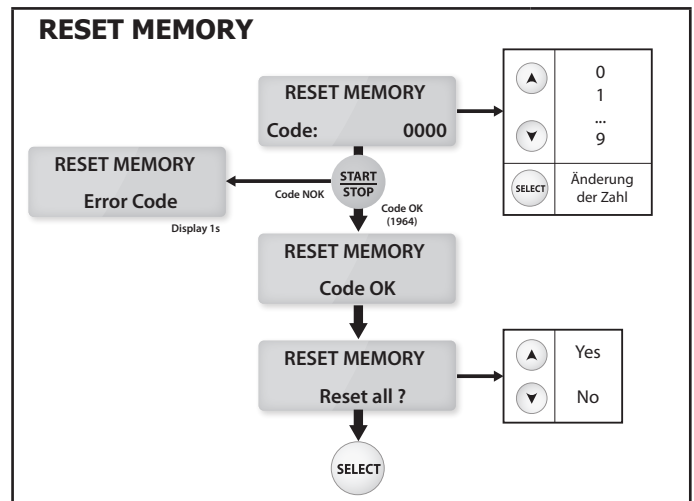 RESET MEMORY
RESET MEMORY
Code: 0000
0
1
...
9
SELECT
Änderung
der Zahl
START
STOP
Code NOK
RESET MEMORY
Error Code
Display 1s
Code OK
(1964)
RESET MEMORY
Code OK
RESET MEMORY
Reset all ?
Yes
No
SELECT